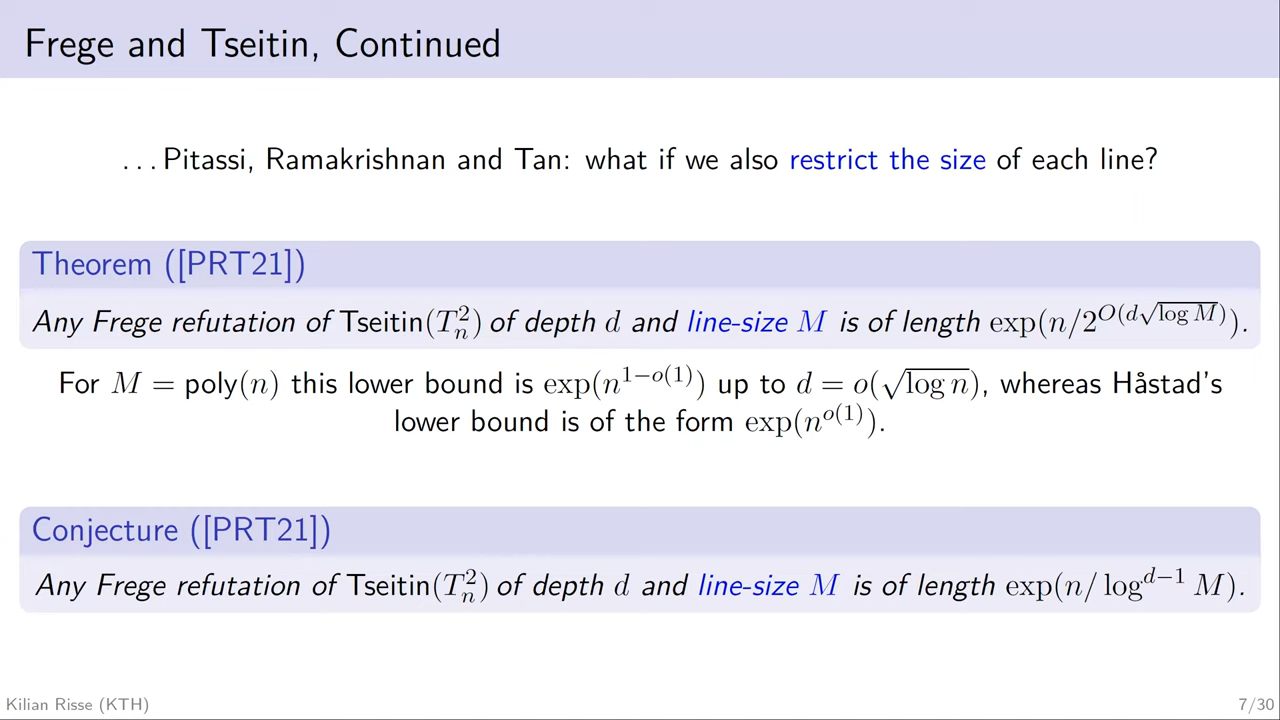 Frege and Tseitin, Continued
. . . Pitassi, Ramakrishnan and Tan: what if we also restrict the size of each line?
Theorem ([PRT21])
Any Frege refutation of Tseitin($T_n^2$) of depth $d$ and line-size $M$ is of length $\exp(n/2^{O(d\sqrt{\log M})})$.
For $M = \text{poly}(n)$ this lower bound is $\exp(n^{1-o(1)})$ up to $d = o(\sqrt{\log n})$, whereas Håstad's
lower bound is of the form $\exp(n^{o(1)})$.
Conjecture ([PRT21])
Any Frege refutation of Tseitin($T_n^2$) of depth $d$ and line-size $M$ is of length $\exp(n/\log^{d-1} M)$.
Kilian Risse (KTH)
7/30